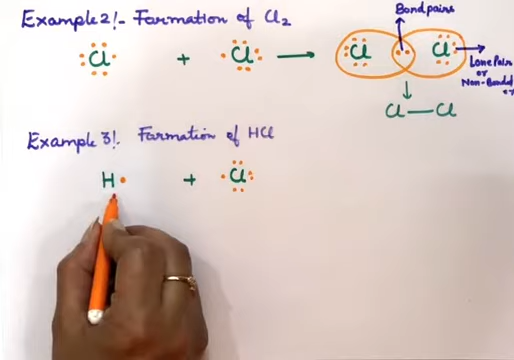 Example 2!- Formation of Cl₂
Bond pairs
Cl + Cl → Cl Cl
Lone Pairs
or
Non-Bonded
Cl—Cl
Example 3!- Formation of HCl
H + Cl